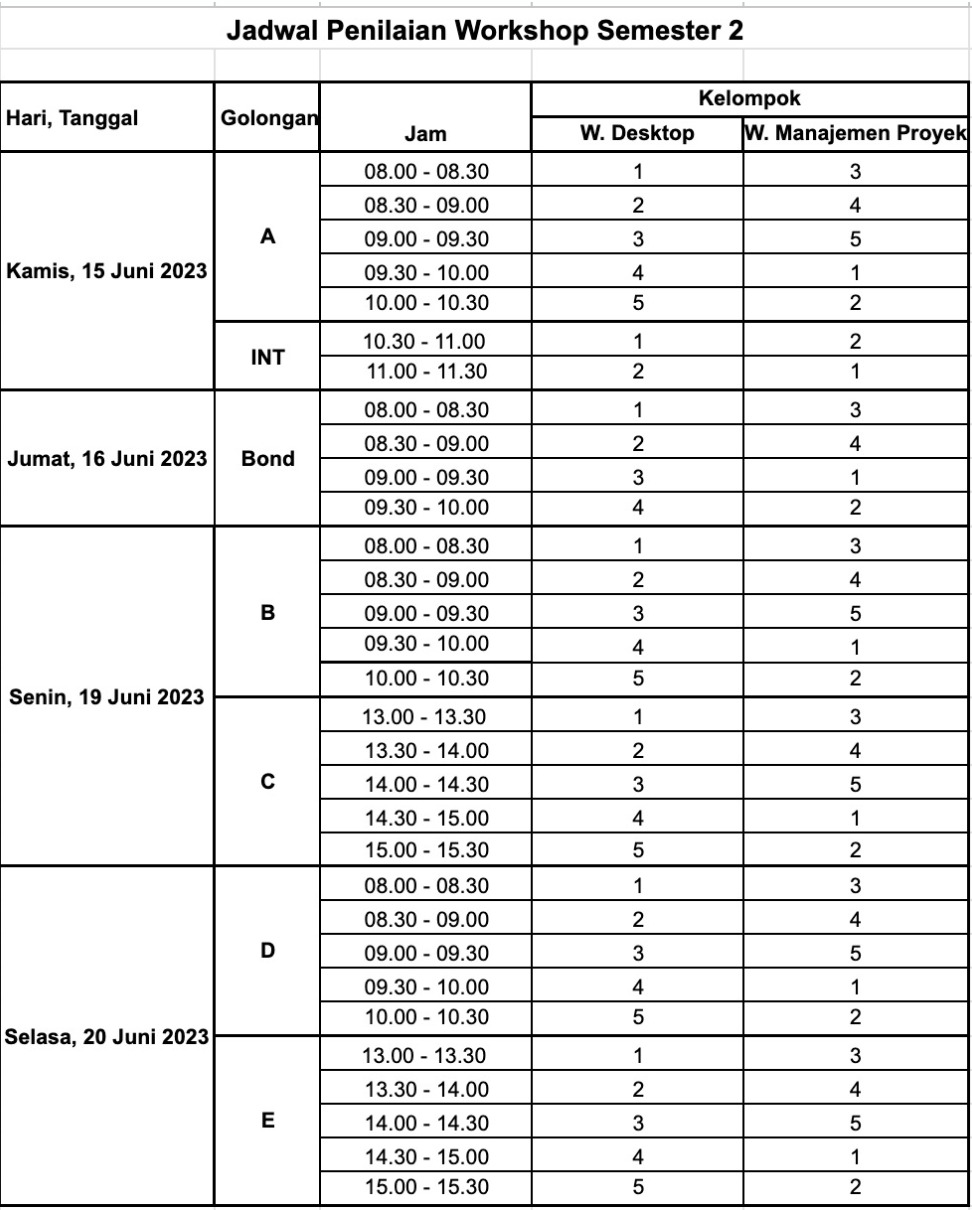 Jadwal Penilaian Workshop Semester 2
Hari, Tanggal Golongan Jam Kelompok
W. Desktop W. Manajemen Proyek
Kamis, 15 Juni 2023 A 08.00 - 08.30 1 3
08.30 - 09.00 2 4
09.00 - 09.30 3 5
09.30 - 10.00 4 1
10.00 - 10.30 5 2
INT 10.30 - 11.00 1 2
11.00 - 11.30 2 1
Jumat, 16 Juni 2023 Bond 08.00 - 08.30 1 3
08.30 - 09.00 2 4
09.00 - 09.30 3 1
09.30 - 10.00 4 2
Senin, 19 Juni 2023 B 08.00 - 08.30 1 3
08.30 - 09.00 2 4
09.00 - 09.30 3 5
09.30 - 10.00 4 1
10.00 - 10.30 5 2
C 13.00 - 13.30 1 3
13.30 - 14.00 2 4
14.00 - 14.30 3 5
14.30 - 15.00 4 1
15.00 - 15.30 5 2
Selasa, 20 Juni 2023 D 08.00 - 08.30 1 3
08.30 - 09.00 2 4
09.00 - 09.30 3 5
09.30 - 10.00 4 1
10.00 - 10.30 5 2
E 13.00 - 13.30 1 3
13.30 - 14.00 2 4
14.00 - 14.30 3 5
14.30 - 15.00 4 1
15.00 - 15.30 5 2